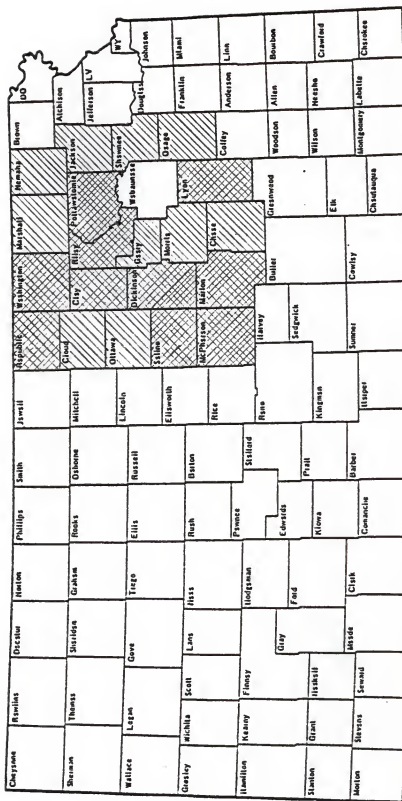 Cheyenne Rawlins Decatur Norton Phillips Smith Jewell Republic Washington Marshall Nemaha Brown DO
Sherman Thomas Sheridan Graham Rooks Osborne Mitchell Cloud Clay Riley Pottawatomie Jackson Atchison
Jefferson LV WY
Wallace Logan Gove Trego Ellis Russell Lincoln Ottawa Dickinson Geary Wabaunsee Shawnee Douglas Johnson
Ellsworth Saline Morris Osage Franklin Miami
Greeley Wichita Scott Lane Ness Rush Barton Rice McPherson Marion Chase Lyon Coffey Anderson Linn
Hamilton Kearny Finney Hodgeman Pawnee Stafford Reno Harvey Butler Greenwood Woodson Allen Bourbon
Gray Ford Edwards Sedgwick
Stanton Grant Haskell Kiowa Pratt Kingman Elk Wilson Neosho Crawford
Morton Stevens Seward Meade Clark Comanche Barber Harper Sumner Cowley Chautauqua Montgomery Labette Cherokee